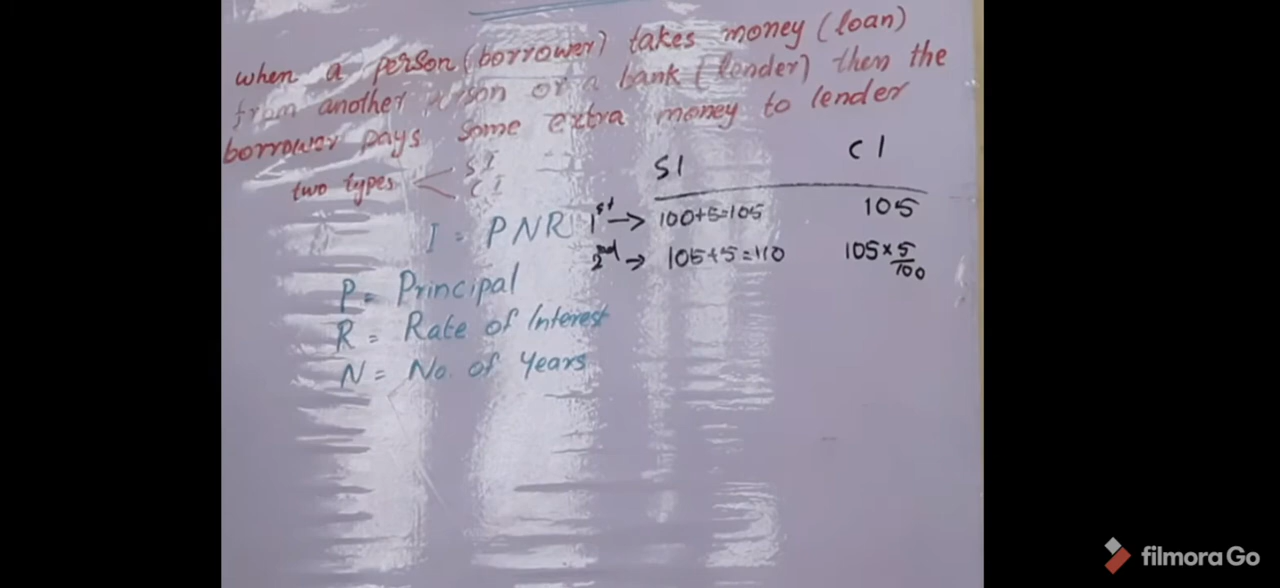 when a person (borrower) takes money (loan)
from another person or a bank (lender) then the
borrower pays some extra money to lender
two types < SI
CI
SI CI
I = PNR 1st → 100+5=105 105
2nd → 105+5=110 105 × 5/100
P = Principal
R = Rate of Interest
N = No. of Years
filmora Go